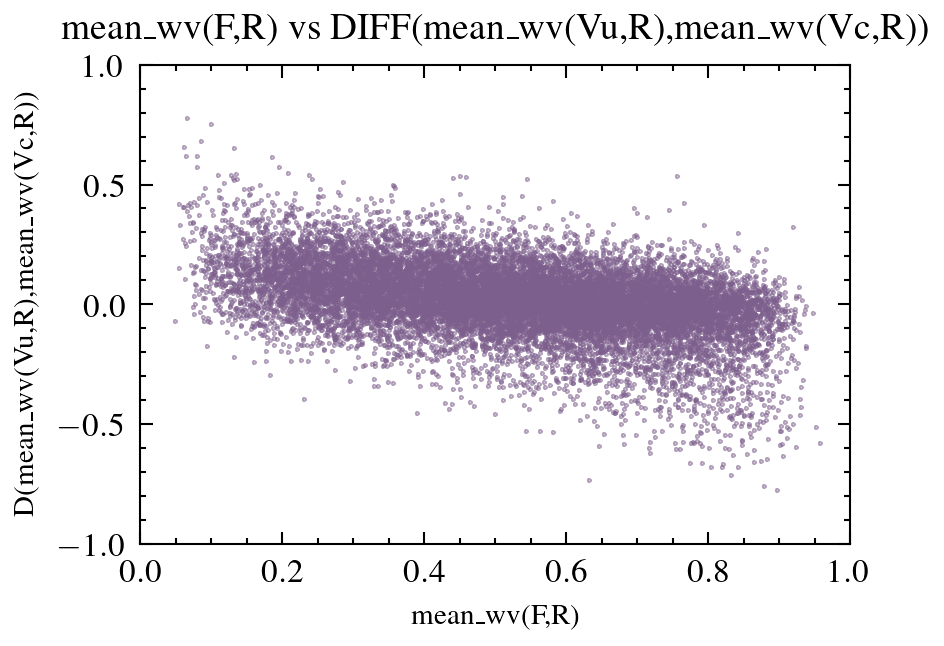 mean_wv(F,R) vs DIFF(mean_wv(Vu,R),mean_wv(Vc,R))
D(mean_wv(Vu,R),mean_wv(Vc,R))
1.0
0.5
0.0
−0.5
−1.0
0.0 0.2 0.4 0.6 0.8 1.0
mean_wv(F,R)